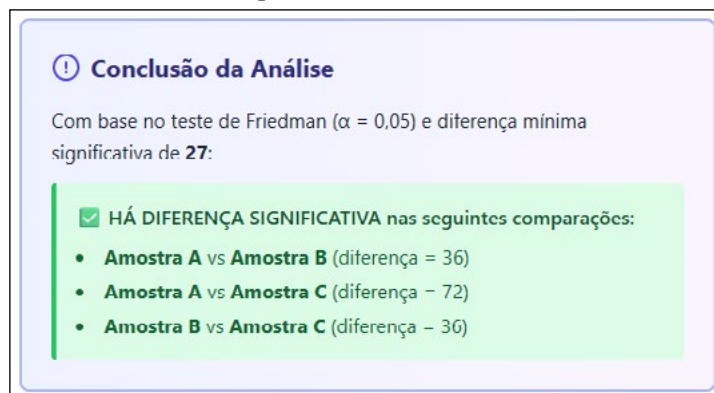 Conclusão da Análise
Com base no teste de Friedman (α = 0,05) e diferença mínima
significativa de 27:
✅ HÁ DIFERENÇA SIGNIFICATIVA nas seguintes comparações:
• Amostra A vs Amostra B (diferença = 36)
• Amostra A vs Amostra C (diferença = 72)
• Amostra B vs Amostra C (diferença = 36)